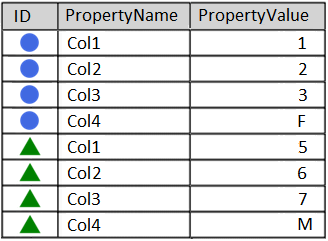 ID PropertyName PropertyValue
Col1 1
Col2 2
Col3 3
Col4 F
Col1 5
Col2 6
Col3 7
Col4 M